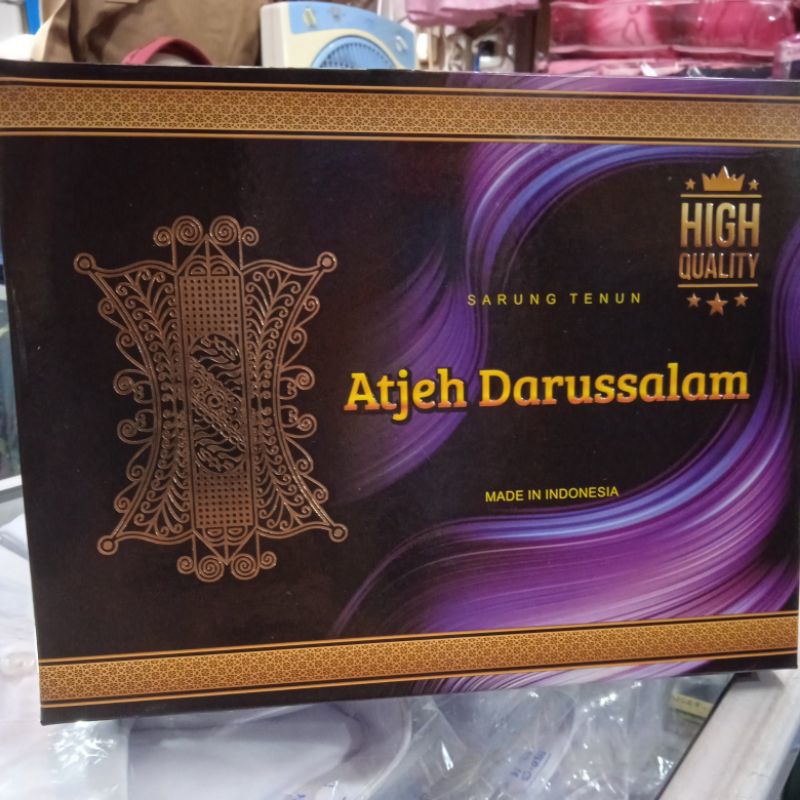 HIGH
QUALITY
SARUNG TENUN
Atjeh Darussalam
MADE IN INDONESIA